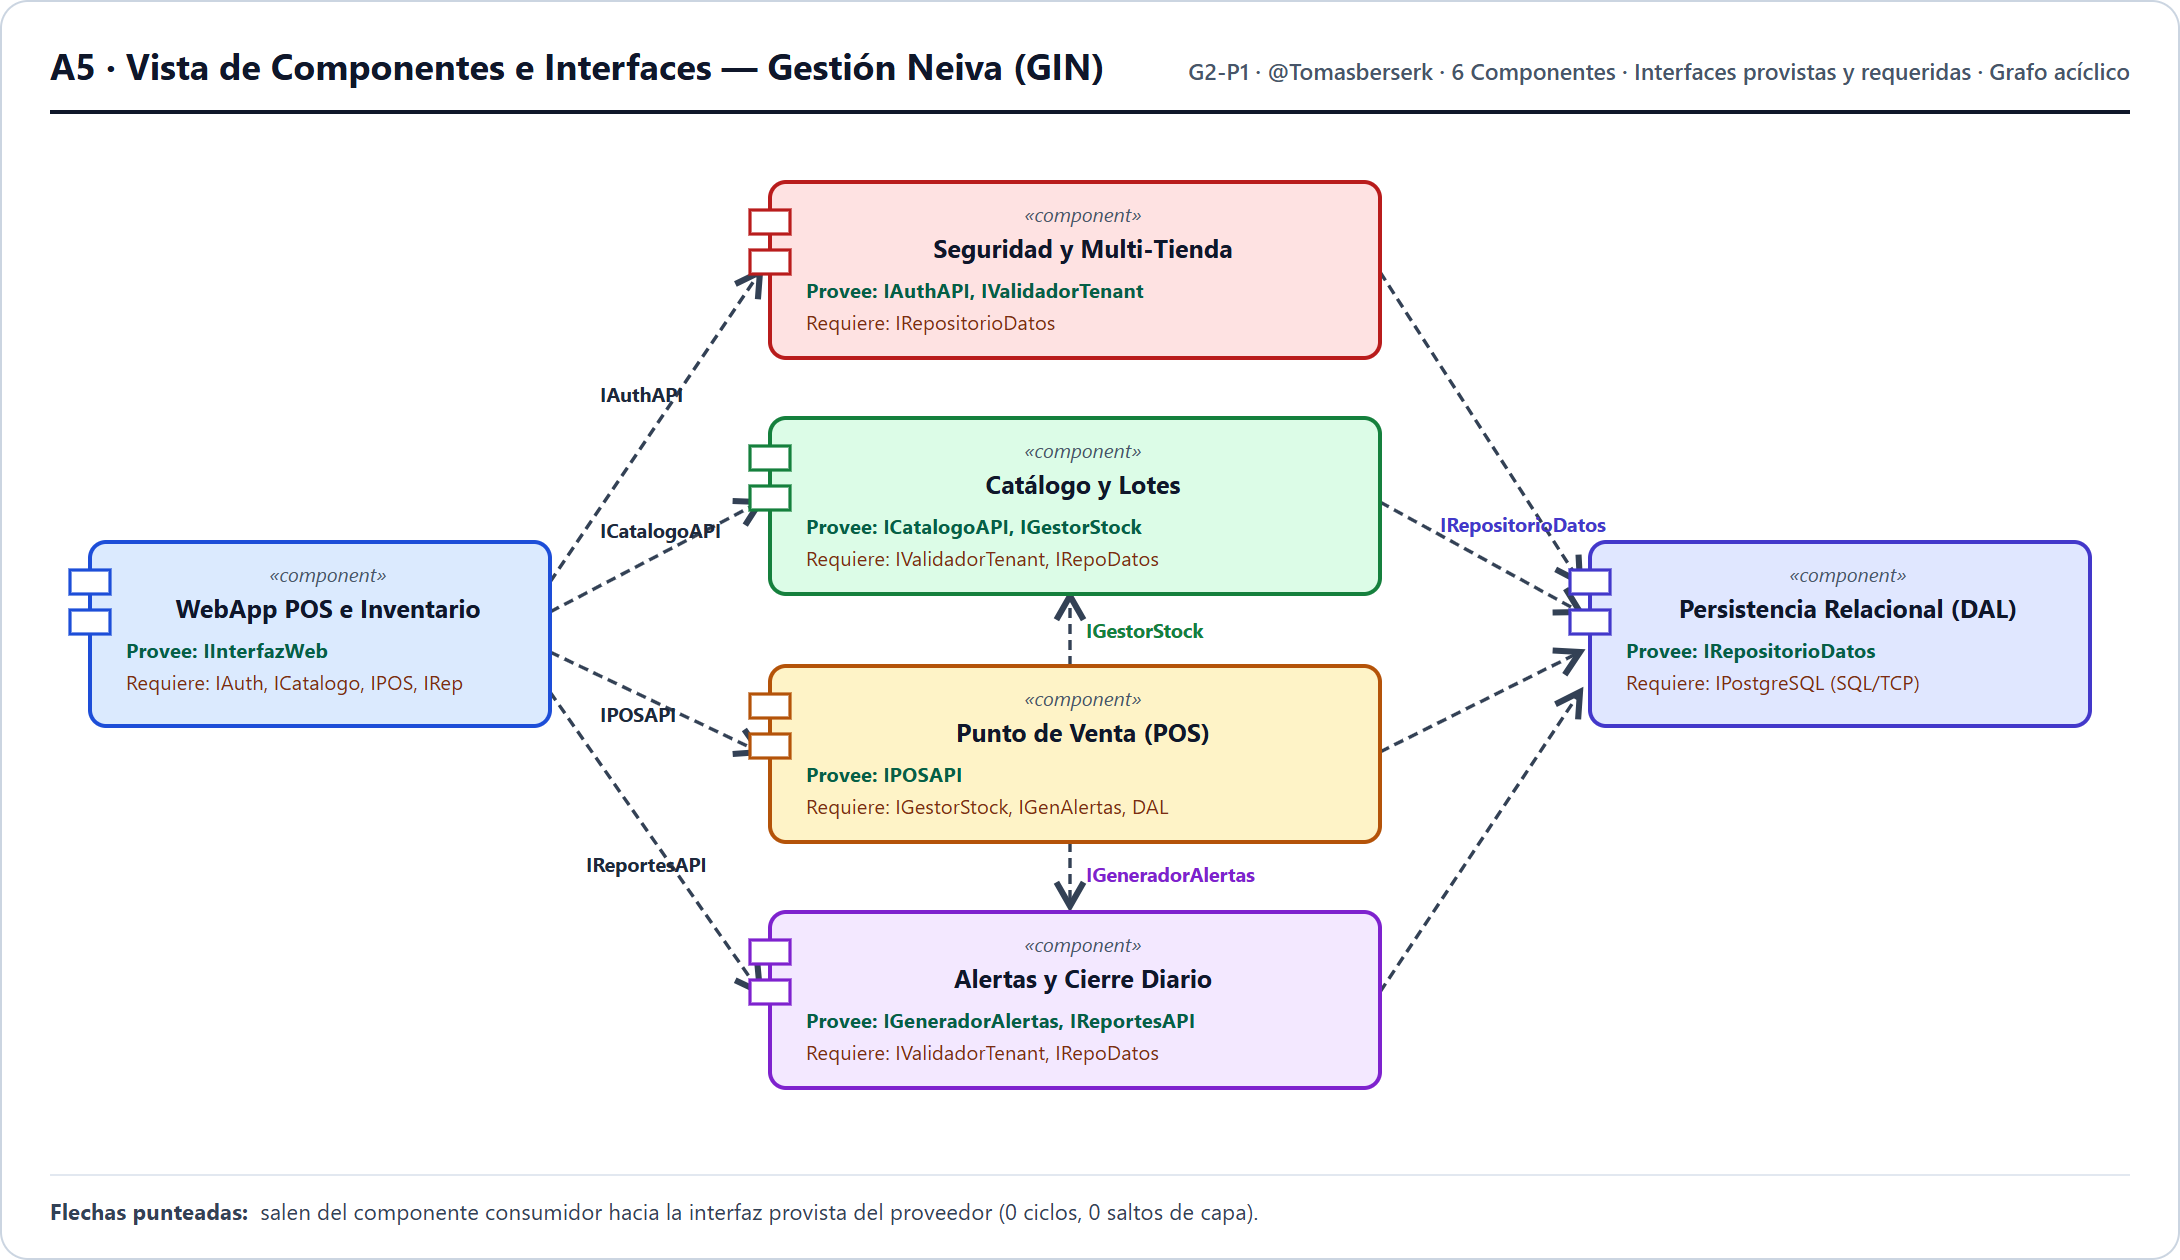 A5 · Vista de Componentes e Interfaces — Gestión Neiva (GIN)
G2-P1 · @Tomasberserk · 6 Componentes · Interfaces provistas y requeridas · Grafo acíclico
«component»
Seguridad y Multi-Tienda
Provee: IAuthAPI, IValidadorTenant
Requiere: IRepositorioDatos
IAuthAPI
«component»
Catálogo y Lotes
Provee: ICatalogoAPI, IGestorStock
Requiere: IValidadorTenant, IRepoDatos
ICatalogoAPI
IRepositorioDatos
«component»
WebApp POS e Inventario
Provee: IInterfazWeb
Requiere: IAuth, ICatalogo, IPOS, IRep
«component»
Persistencia Relacional (DAL)
Provee: IRepositorioDatos
Requiere: IPostgreSQL (SQL/TCP)
IGestorStock
IPOSAPI
«component»
Punto de Venta (POS)
Provee: IPOSAPI
Requiere: IGestorStock, IGenAlertas, DAL
IReportesAPI
IGeneradorAlertas
«component»
Alertas y Cierre Diario
Provee: IGeneradorAlertas, IReportesAPI
Requiere: IValidadorTenant, IRepoDatos
Flechas punteadas: salen del componente consumidor hacia la interfaz provista del proveedor (0 ciclos, 0 saltos de capa).